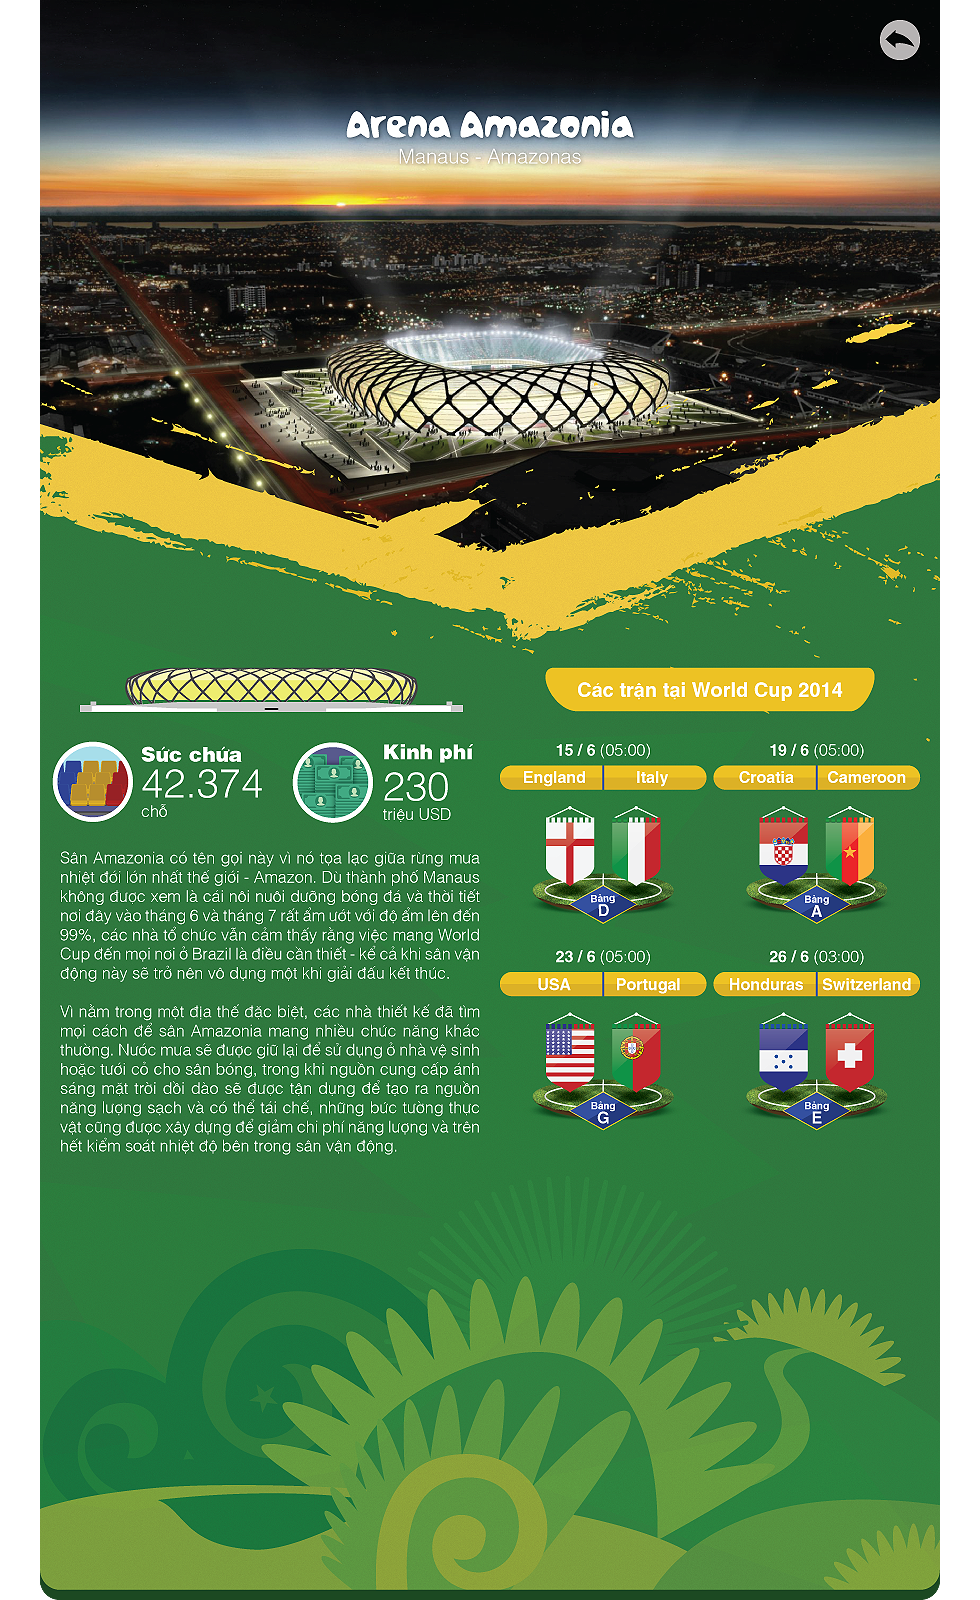 Arena Amazonia
Manaus - Amazonas
Sức chứa
42.374
chỗ
Kinh phí
230
triệu USD
Sân Amazonia có tên gọi này vì nó tọa lạc giữa rừng mưa
nhiệt đới lớn nhất thế giới - Amazon. Dù thành phố Manaus
không được xem là cái nôi nuôi dưỡng bóng đá và thời tiết
nơi đây vào tháng 6 và tháng 7 rất ẩm ướt với độ ẩm lên đến
99%, các nhà tổ chức vẫn cảm thấy rằng việc mang World
Cup đến mọi nơi ở Brazil là điều cần thiết - kể cả khi sân vận
động này sẽ trở nên vô dụng một khi giải đấu kết thúc.
Vì nằm trong một địa thế đặc biệt, các nhà thiết kế đã tìm
mọi cách để sân Amazonia mang nhiều chức năng khác
thường. Nước mưa sẽ được giữ lại để sử dụng ở nhà vệ sinh
hoặc tưới cỏ cho sân bóng, trong khi nguồn cung cấp ánh
sáng mặt trời dồi dào sẽ được tận dụng để tạo ra nguồn
năng lượng sạch và có thể tái chế, những bức tường thực
vật cũng được xây dựng để giảm chi phí năng lượng và trên
hết kiểm soát nhiệt độ bên trong sân vận động.
Các trận tại World Cup 2014
15 / 6 (05:00)
England Italy
Bảng
D
19 / 6 (05:00)
Croatia Cameroon
Bảng
A
23 / 6 (05:00)
USA Portugal
Bảng
G
26 / 6 (03:00)
Honduras Switzerland
Bảng
E